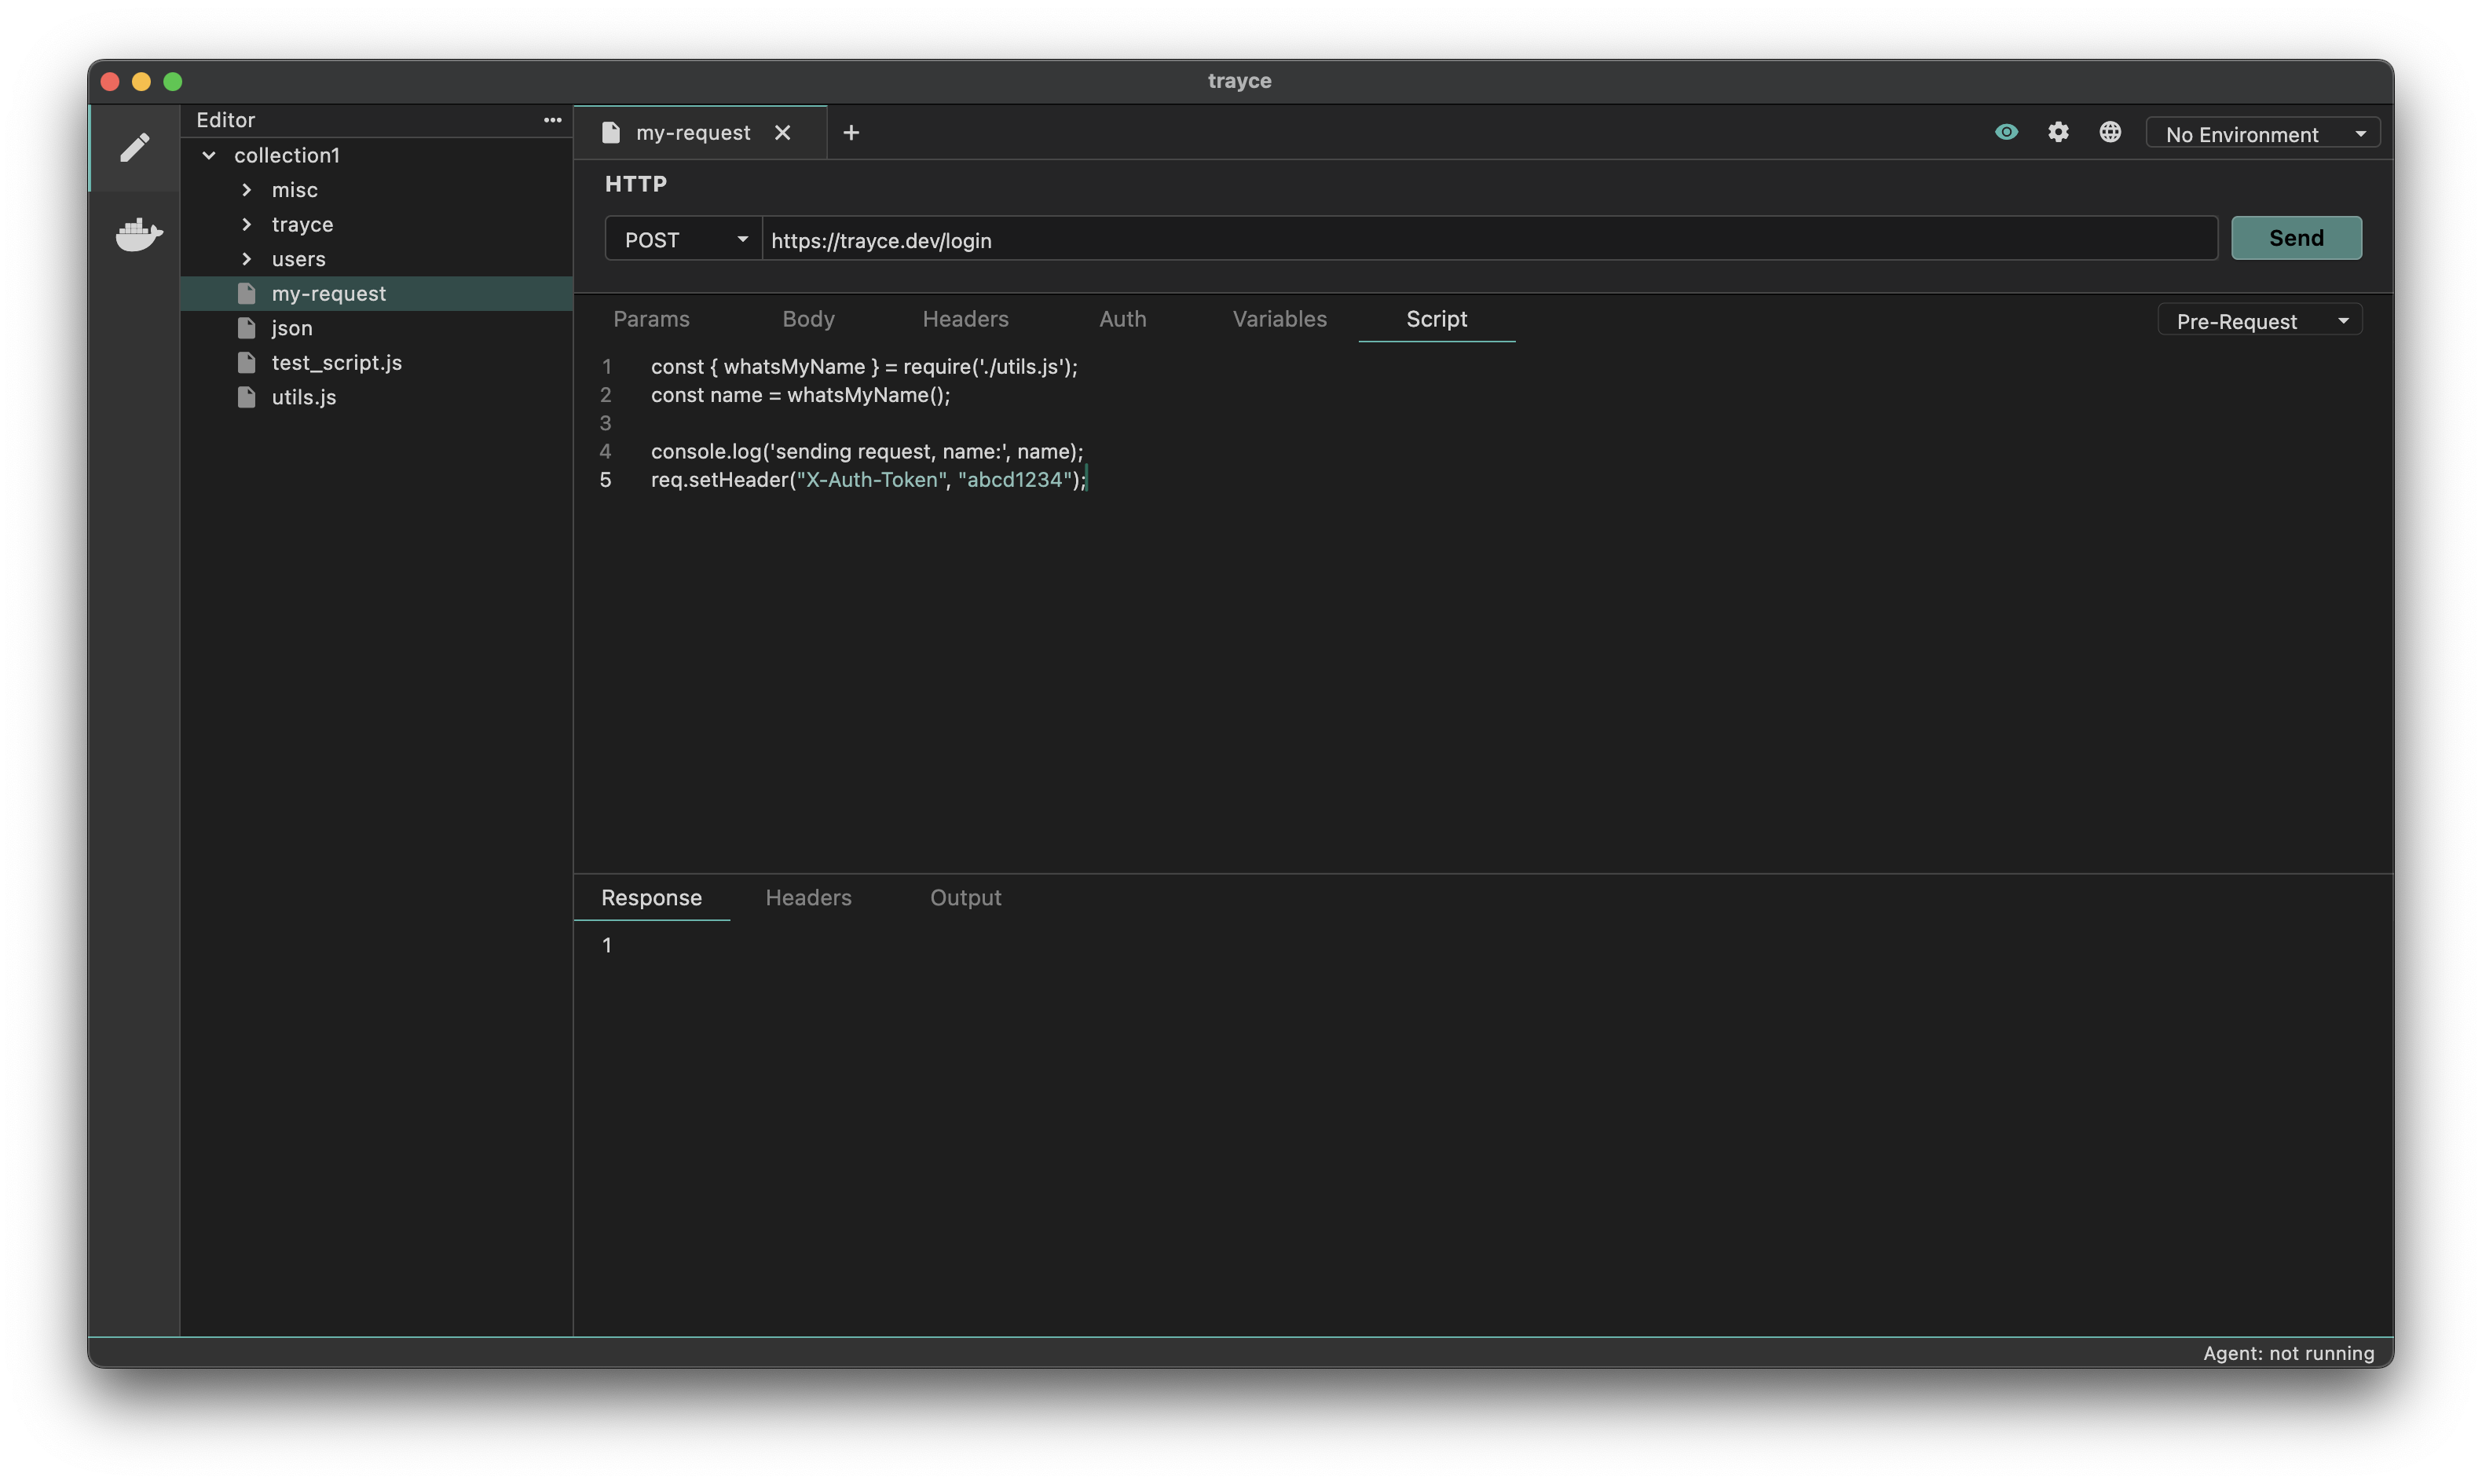 trayce
Editor
collection1
misc
trayce
users
my-request
json
test_script.js
utils.js
my-request
No Environment
HTTP
POST
https://trayce.dev/login
Send
Params Body Headers Auth Variables Script
Pre-Request
1 const { whatsMyName } = require('./utils.js');
2 const name = whatsMyName();
3
4 console.log('sending request, name:', name);
5 req.setHeader("X-Auth-Token", "abcd1234");
Response Headers Output
1
Agent: not running